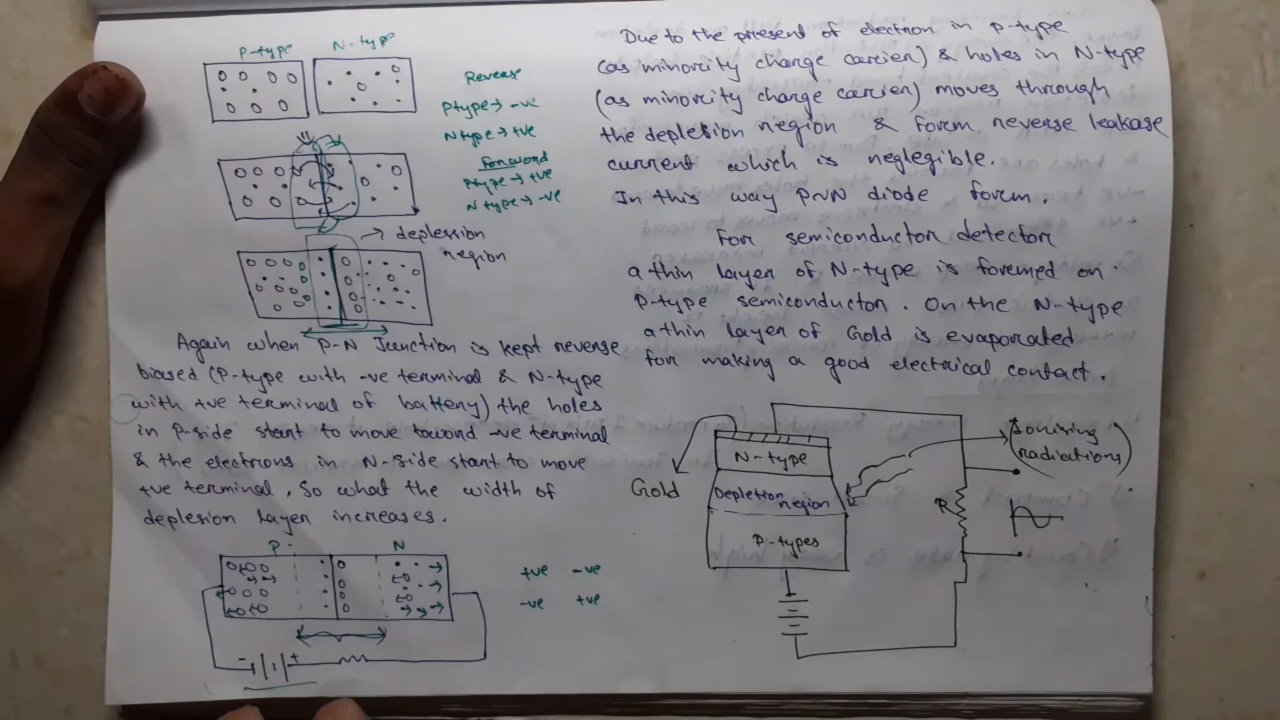 P-type N-type
Reverse
Ptype → -ve
Ntype → +ve
Forward
Ptype → +ve
N type → -ve
→ deplession
region
Again when P-N Junction is kept reverse
biased (P-type with -ve terminal & N-type
with +ve terminal of battery) the holes
in P-side start to move toward -ve terminal
& the electrons in N-side start to move
+ve terminal, So what the width of
deplesion layer increases.
P N
+ve -ve
-ve +ve
- +
Due to the present of electron in P-type
(as minority charge carrier) & holes in N-type
(as minority charge carrier) moves through
the deplesion region & form reverse leakase
current which is neglegible.
In this way P~N diode form.
For semiconductor detector
a thin layer of N-type is formed on
P-type semiconductor. On the N-type
a thin layer of Gold is evaporated
for making a good electrical contact.
Gold
N-type
Depletion region
P-types
R
(Ionising
radiations)